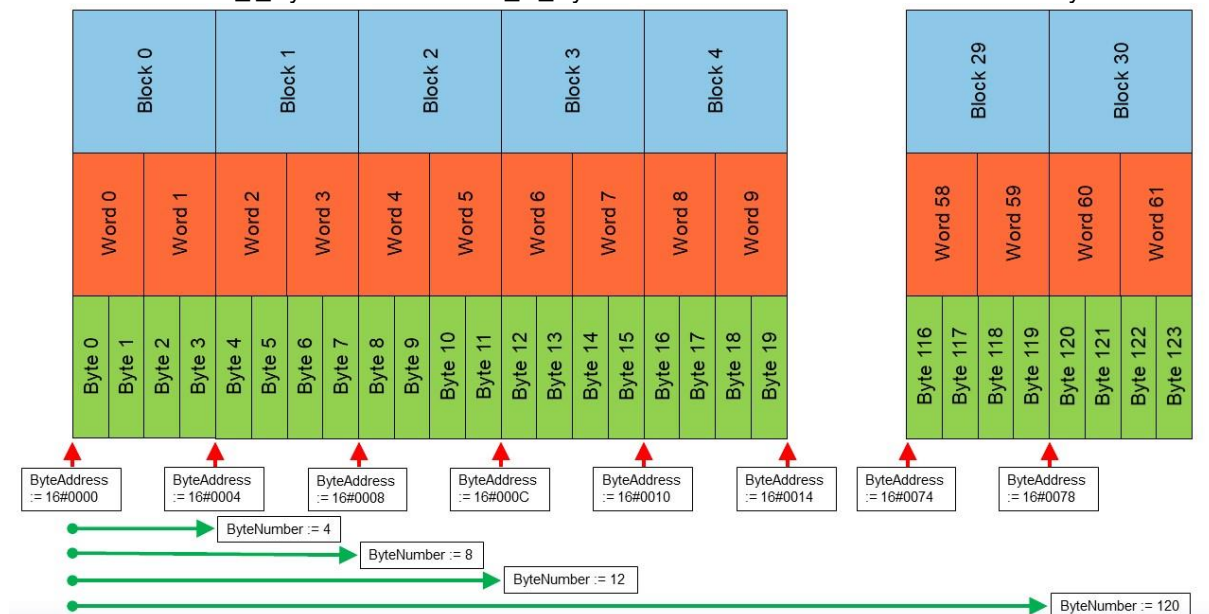 Block 0
Block 1
Block 2
Block 3
Block 4
Block 29
Block 30
Word 0
Word 1
Word 2
Word 3
Word 4
Word 5
Word 6
Word 7
Word 8
Word 9
Word 58
Word 59
Word 60
Word 61
Byte 0
Byte 1
Byte 2
Byte 3
Byte 4
Byte 5
Byte 6
Byte 7
Byte 8
Byte 9
Byte 10
Byte 11
Byte 12
Byte 13
Byte 14
Byte 15
Byte 16
Byte 17
Byte 18
Byte 19
Byte 116
Byte 117
Byte 118
Byte 119
Byte 120
Byte 121
Byte 122
Byte 123
ByteAddress
:= 16#0000
ByteAddress
:= 16#0004
ByteAddress
:= 16#0008
ByteAddress
:= 16#000C
ByteAddress
:= 16#0010
ByteAddress
:= 16#0014
ByteAddress
:= 16#0074
ByteAddress
:= 16#0078
ByteNumber := 4
ByteNumber := 8
ByteNumber := 12
ByteNumber := 120